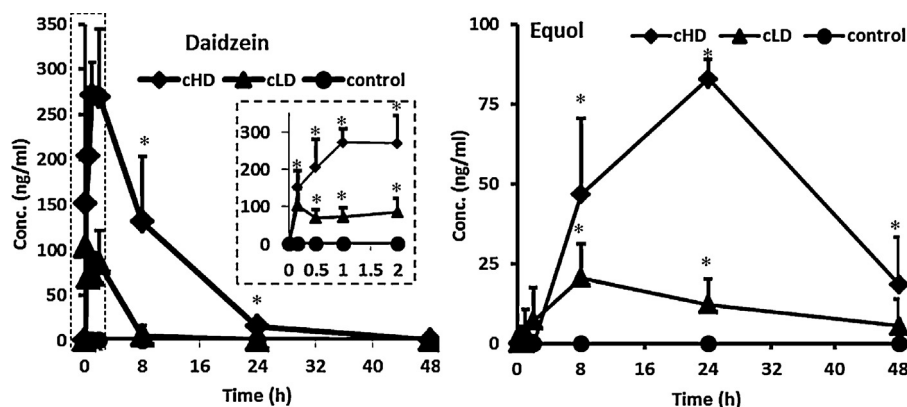 Daidzein
cHD cLD control
Conc. (ng/ml)
350
300
250
200
150
100
50
0
*
*
300
200
100
0
* * * *
* * *
0 0.5 1 1.5 2
0 8 16 24 32 40 48
Time (h)
Equol
cHD cLD control
Conc. (ng/ml)
100
75
50
25
0
*
*
*
*
0 8 16 24 32 40 48
Time (h)